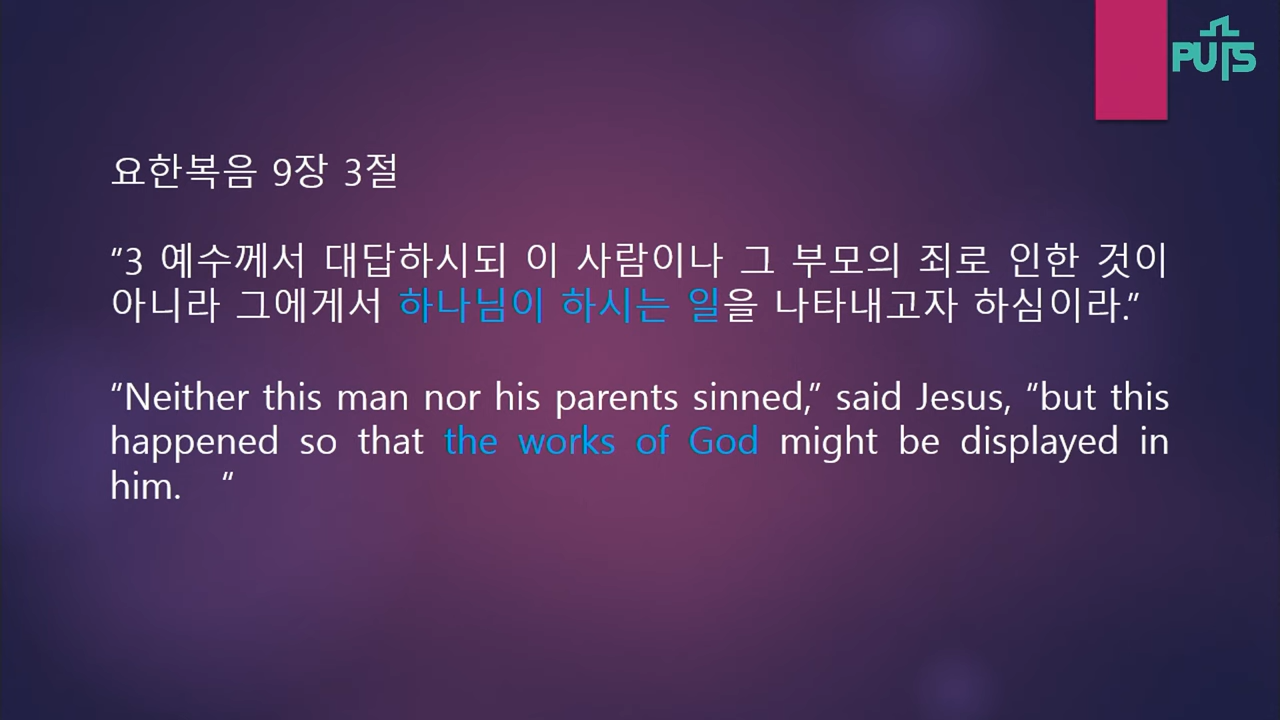 PUTS
요한복음 9장 3절
“3 예수께서 대답하시되 이 사람이나 그 부모의 죄로 인한 것이
아니라 그에게서 하나님이 하시는 일을 나타내고자 하심이라.”
“Neither this man nor his parents sinned,” said Jesus, “but this
happened so that the works of God might be displayed in
him. “